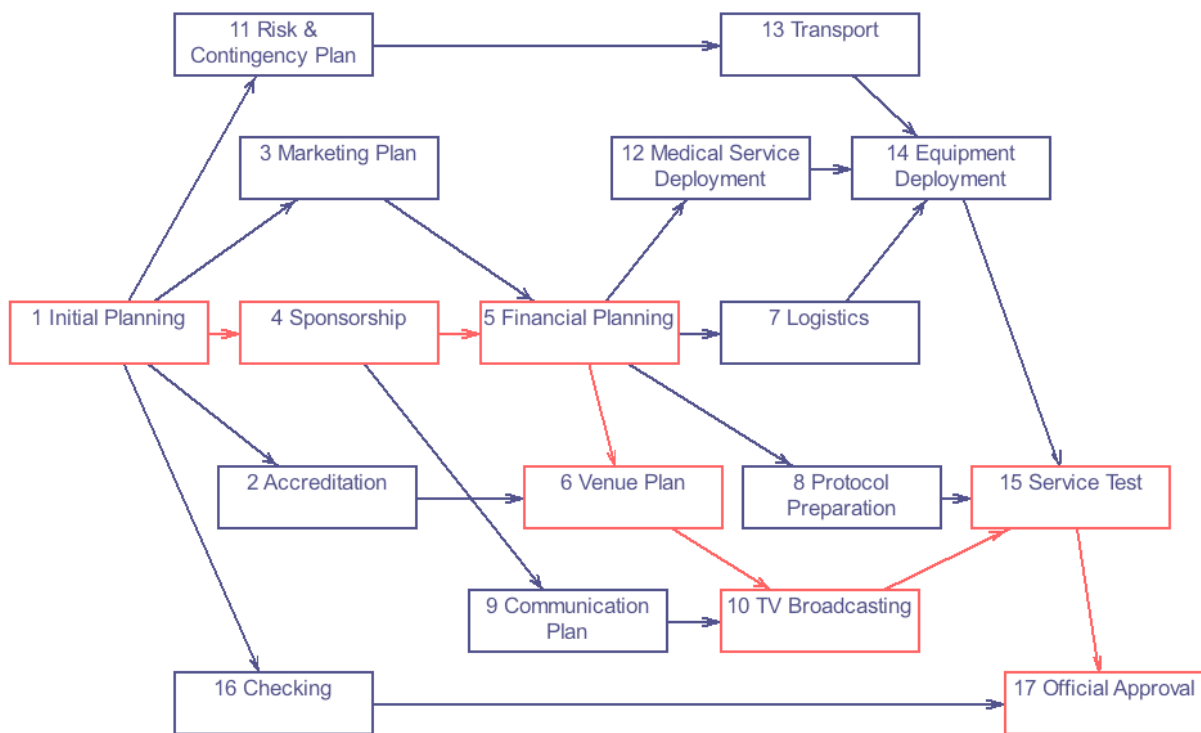 11 Risk &
Contingency Plan
13 Transport
3 Marketing Plan
12 Medical Service
Deployment
14 Equipment
Deployment
1 Initial Planning
4 Sponsorship
5 Financial Planning
7 Logistics
2 Accreditation
6 Venue Plan
8 Protocol
Preparation
15 Service Test
9 Communication
Plan
10 TV Broadcasting
16 Checking
17 Official Approval